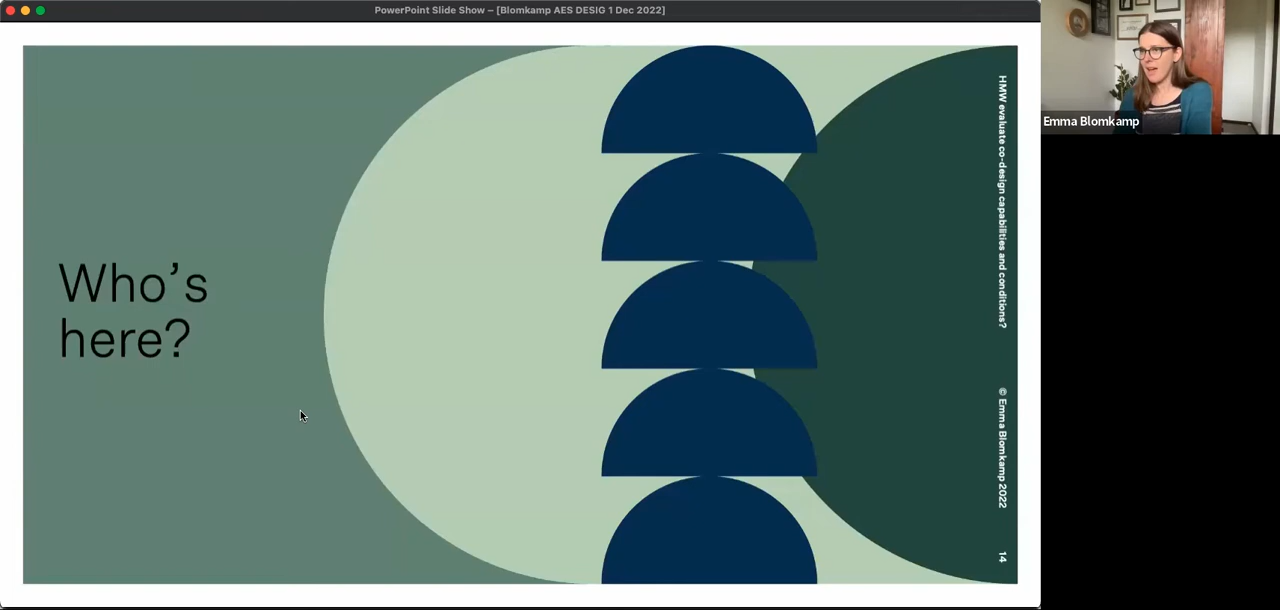 PowerPoint Slide Show – [Blomkamp AES DESIG 1 Dec 2022]
Who’s
here?
HMW evaluate co-design capabilities and conditions?
© Emma Blomkamp 2022
14
Emma Blomkamp